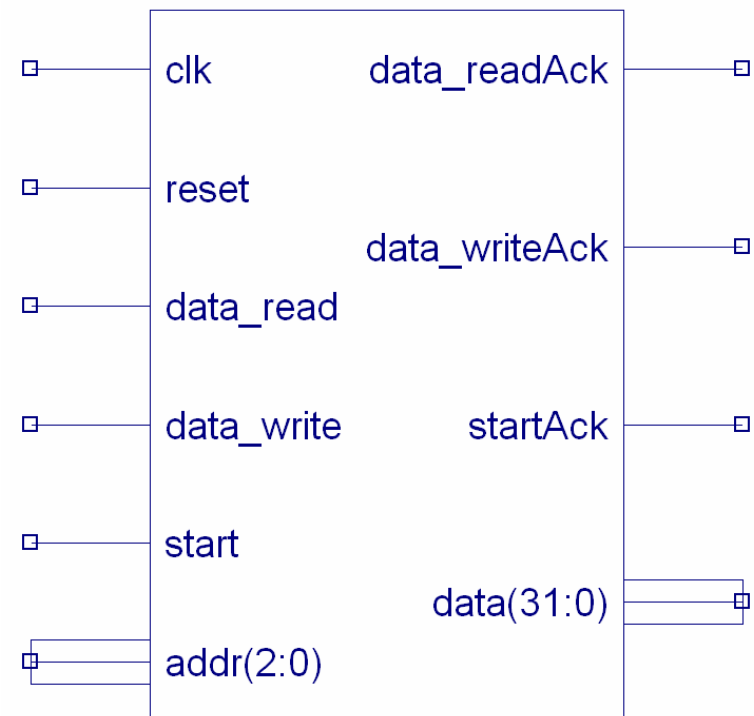 clk
reset
data_read
data_write
start
addr(2:0)
data_readAck
data_writeAck
startAck
data(31:0)